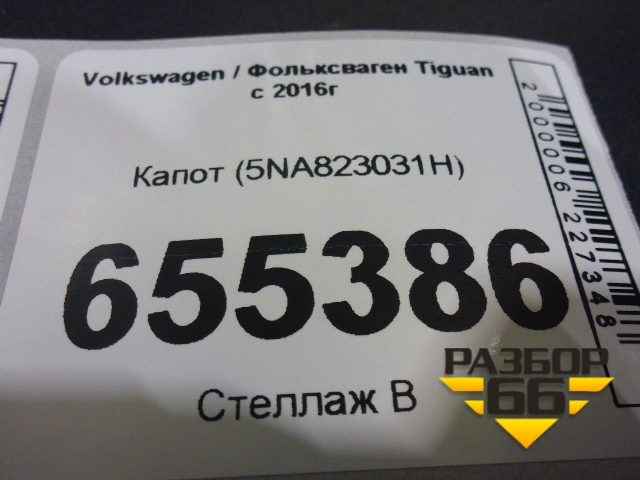 Volkswagen / Фольксваген Tiguan
с 2016г
Капот (5NA823031H)
655386
Стеллаж В
2000006227348
РАЗБОР
66